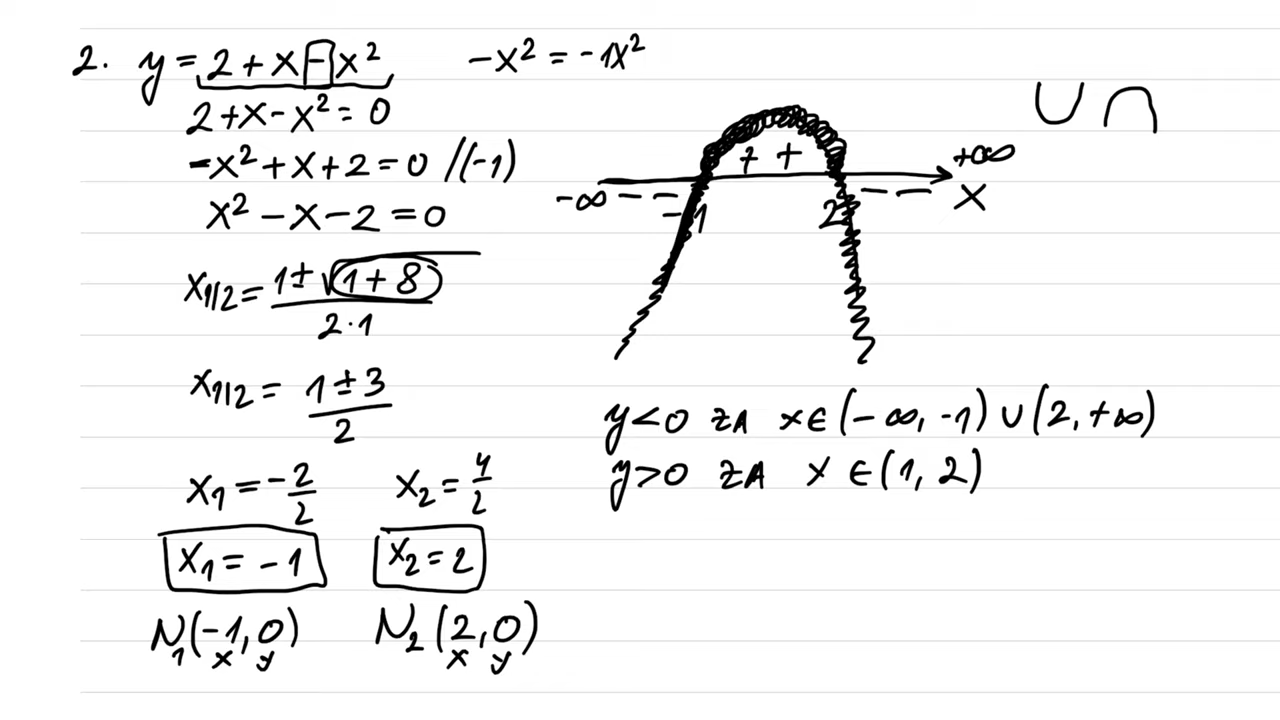 2. y = 2 + x - x² -x² = -1x²
2 + x - x² = 0
-x² + x + 2 = 0 //(-1)
x² - x - 2 = 0
x1/2 = (1 ± √(1 + 8)) / (2 · 1)
x1/2 = (1 ± 3) / 2
x₁ = -2/2 x₂ = 4/2
x₁ = -1 x₂ = 2
N₁(-1, 0) N₂(2, 0)
x y x y
∪ ∩
+ + +∞
-∞ - - - - x
-1 2
y < 0 ZA x ∈ (-∞, -1) ∪ (2, +∞)
y > 0 ZA x ∈ (1, 2)